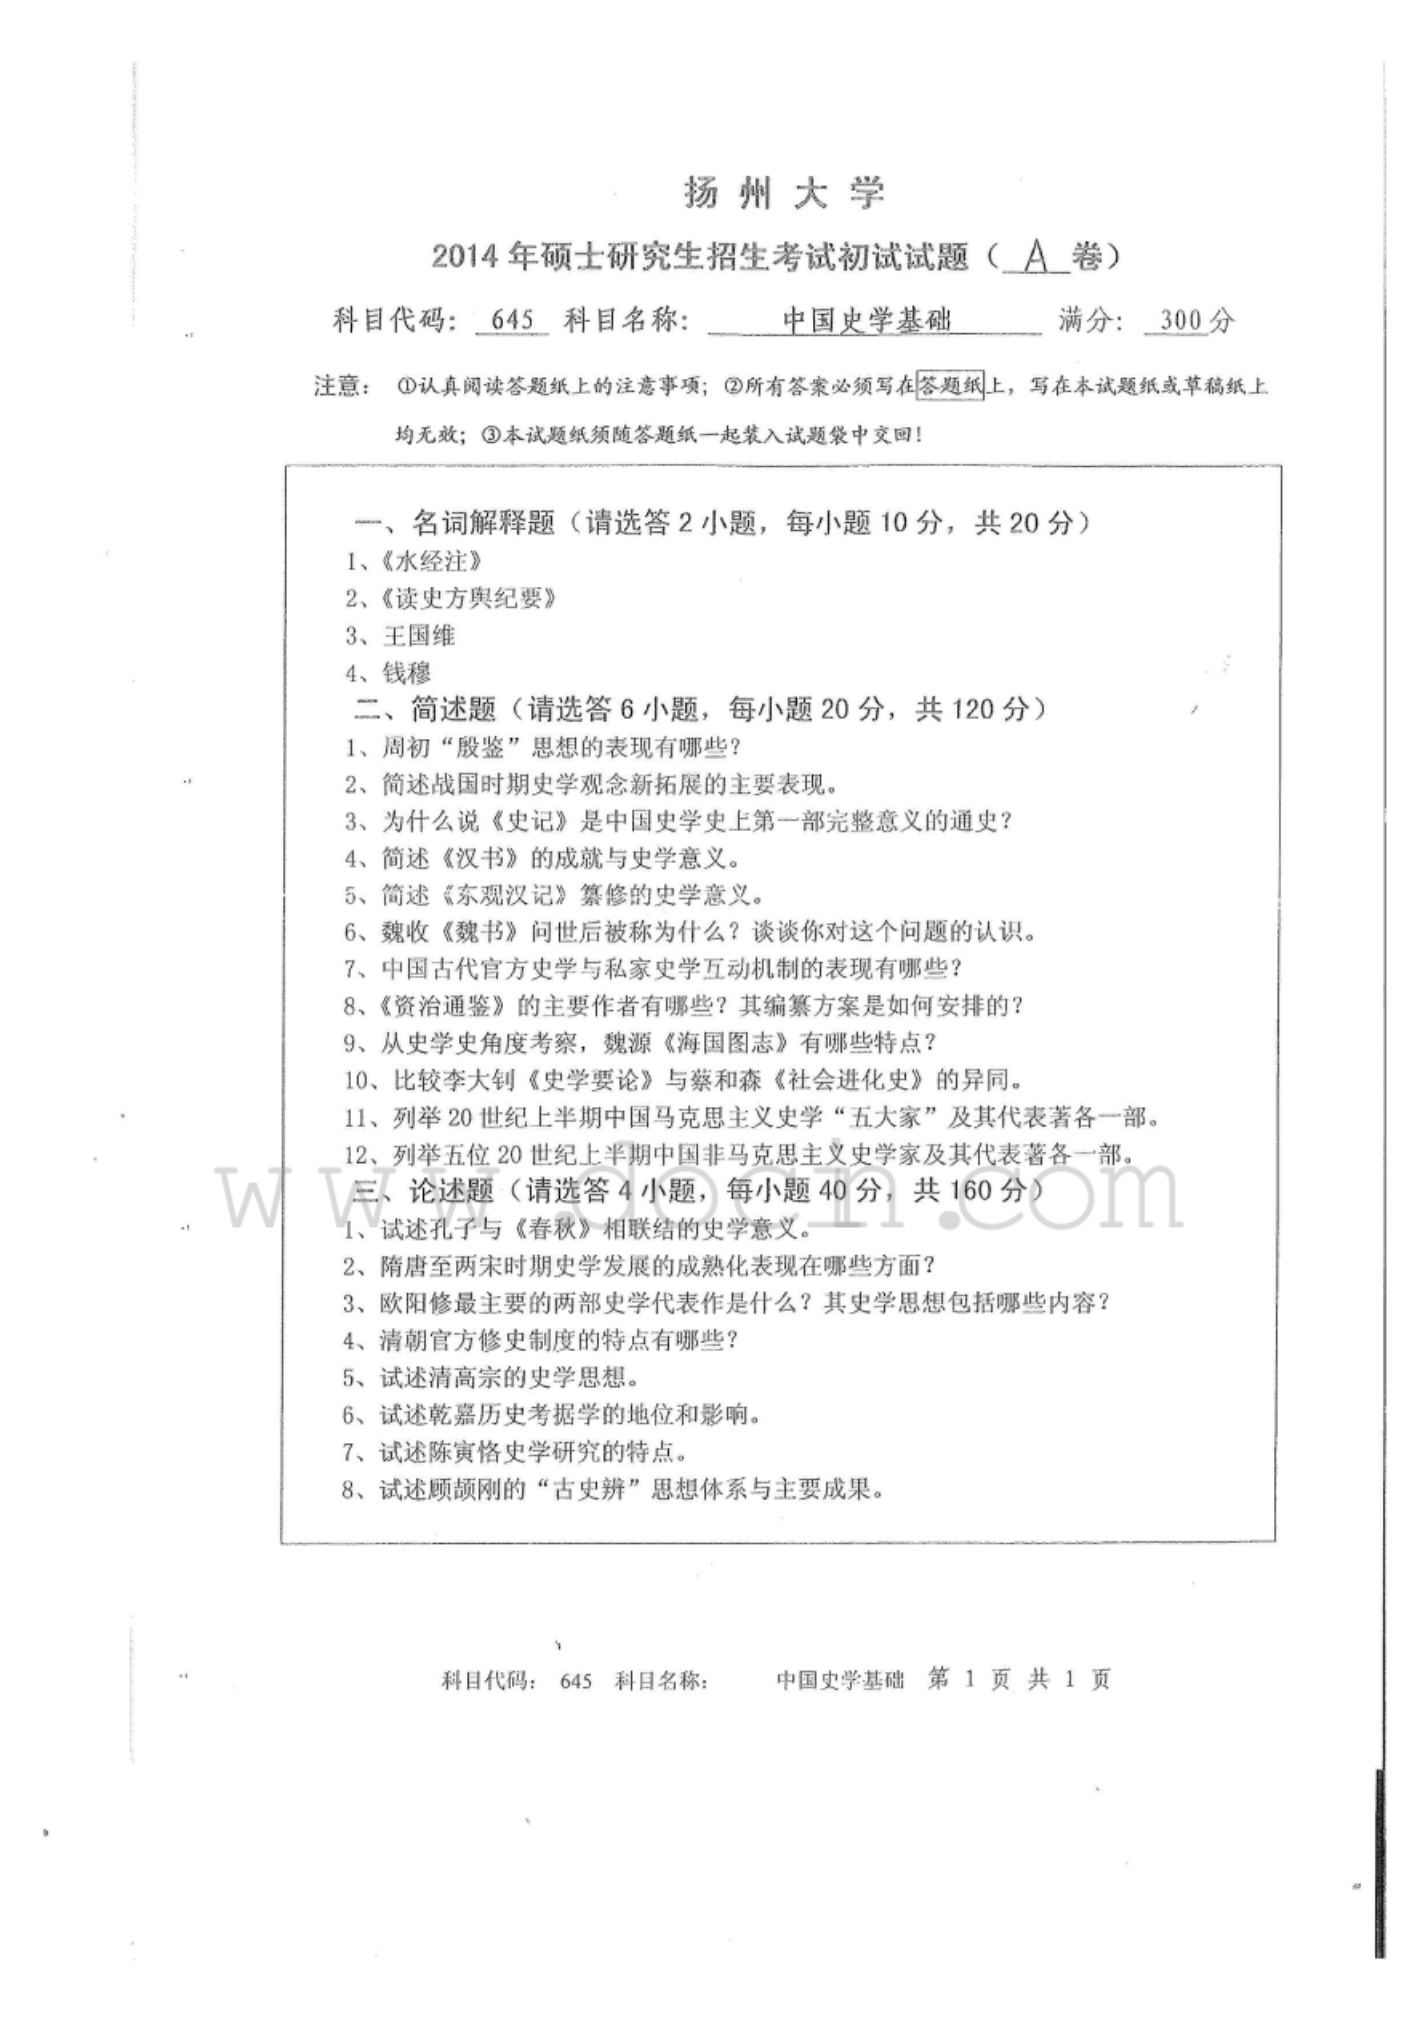 扬州大学
2014年硕士研究生招生考试初试试题（A卷）
科目代码： 645 科目名称： 中国史学基础 满分： 300分
注意： ①认真阅读答题纸上的注意事项；②所有答案必须写在答题纸上，写在本试题纸或草稿纸上
均无效；③本试题纸须随答题纸一起装入试题袋中交回！
一、名词解释题（请选答2小题，每小题10分，共20分）
1、《水经注》
2、《读史方舆纪要》
3、王国维
4、钱穆
二、简述题（请选答6小题，每小题20分，共120分）
1、周初“殷鉴”思想的表现有哪些？
2、简述战国时期史学观念新拓展的主要表现。
3、为什么说《史记》是中国史学史上第一部完整意义的通史？
4、简述《汉书》的成就与史学意义。
5、简述《东观汉记》纂修的史学意义。
6、魏收《魏书》问世后被称为什么？谈谈你对这个问题的认识。
7、中国古代官方史学与私家史学互动机制的表现有哪些？
8、《资治通鉴》的主要作者有哪些？其编纂方案是如何安排的？
9、从史学史角度考察，魏源《海国图志》有哪些特点？
10、比较李大钊《史学要论》与蔡和森《社会进化史》的异同。
11、列举20世纪上半期中国马克思主义史学“五大家”及其代表著各一部。
12、列举五位20世纪上半期中国非马克思主义史学家及其代表著各一部。
三、论述题（请选答4小题，每小题40分，共160分）
www.docin.com
1、试述孔子与《春秋》相联结的史学意义。
2、隋唐至两宋时期史学发展的成熟化表现在哪些方面？
3、欧阳修最主要的两部史学代表作是什么？其史学思想包括哪些内容？
4、清朝官方修史制度的特点有哪些？
5、试述清高宗的史学思想。
6、试述乾嘉历史考据学的地位和影响。
7、试述陈寅恪史学研究的特点。
8、试述顾颉刚的“古史辨”思想体系与主要成果。
科目代码： 645 科目名称： 中国史学基础 第 1 页 共 1 页